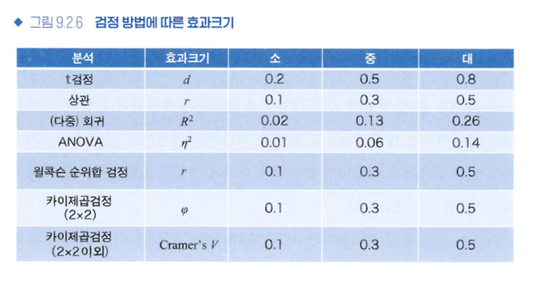 ◆ 그림 9.2.6 검정 방법에 따른 효과크기
분석 효과크기 소 중 대
t검정 d 0.2 0.5 0.8
상관 r 0.1 0.3 0.5
(다중) 회귀 R² 0.02 0.13 0.26
ANOVA η² 0.01 0.06 0.14
윌콕슨 순위합 검정 r 0.1 0.3 0.5
카이제곱검정
(2×2) φ 0.1 0.3 0.5
카이제곱검정
(2×2 이외) Cramer's V 0.1 0.3 0.5